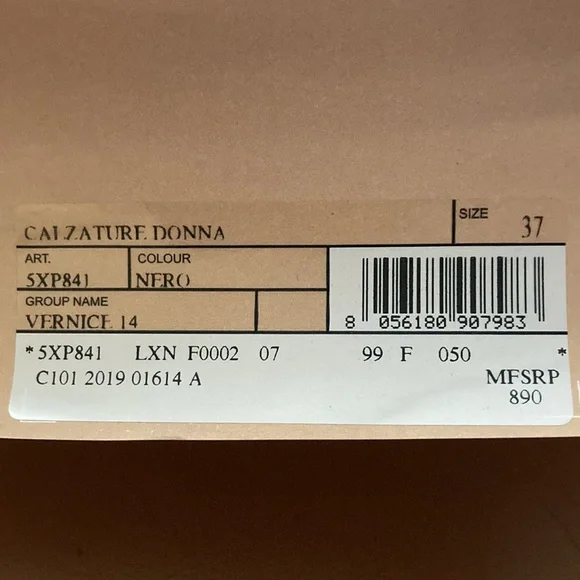 CALZATURE DONNA
SIZE
37
ART.
5XP841
COLOUR
NERO
GROUP NAME
VERNICE 14
8 056180 907983
*5XP841 LXN F0002 07 99 F 050 *
C101 2019 01614 A
MFSRP
890